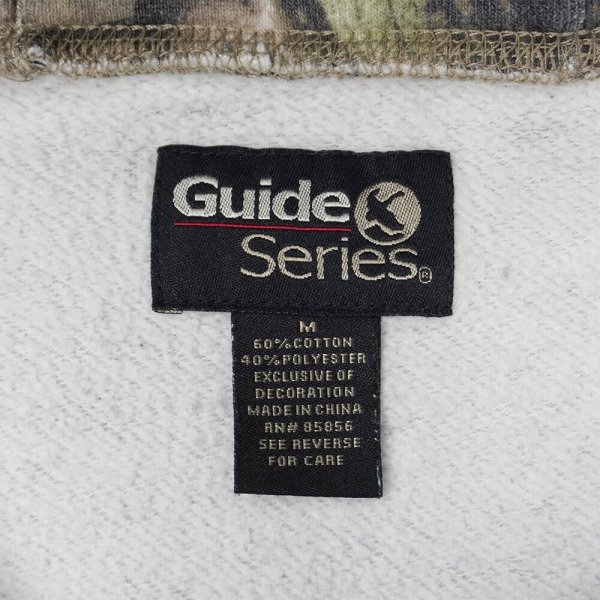 Guide
Series®
M
60% COTTON
40% POLYESTER
EXCLUSIVE OF
DECORATION
MADE IN CHINA
RN# 85856
SEE REVERSE
FOR CARE